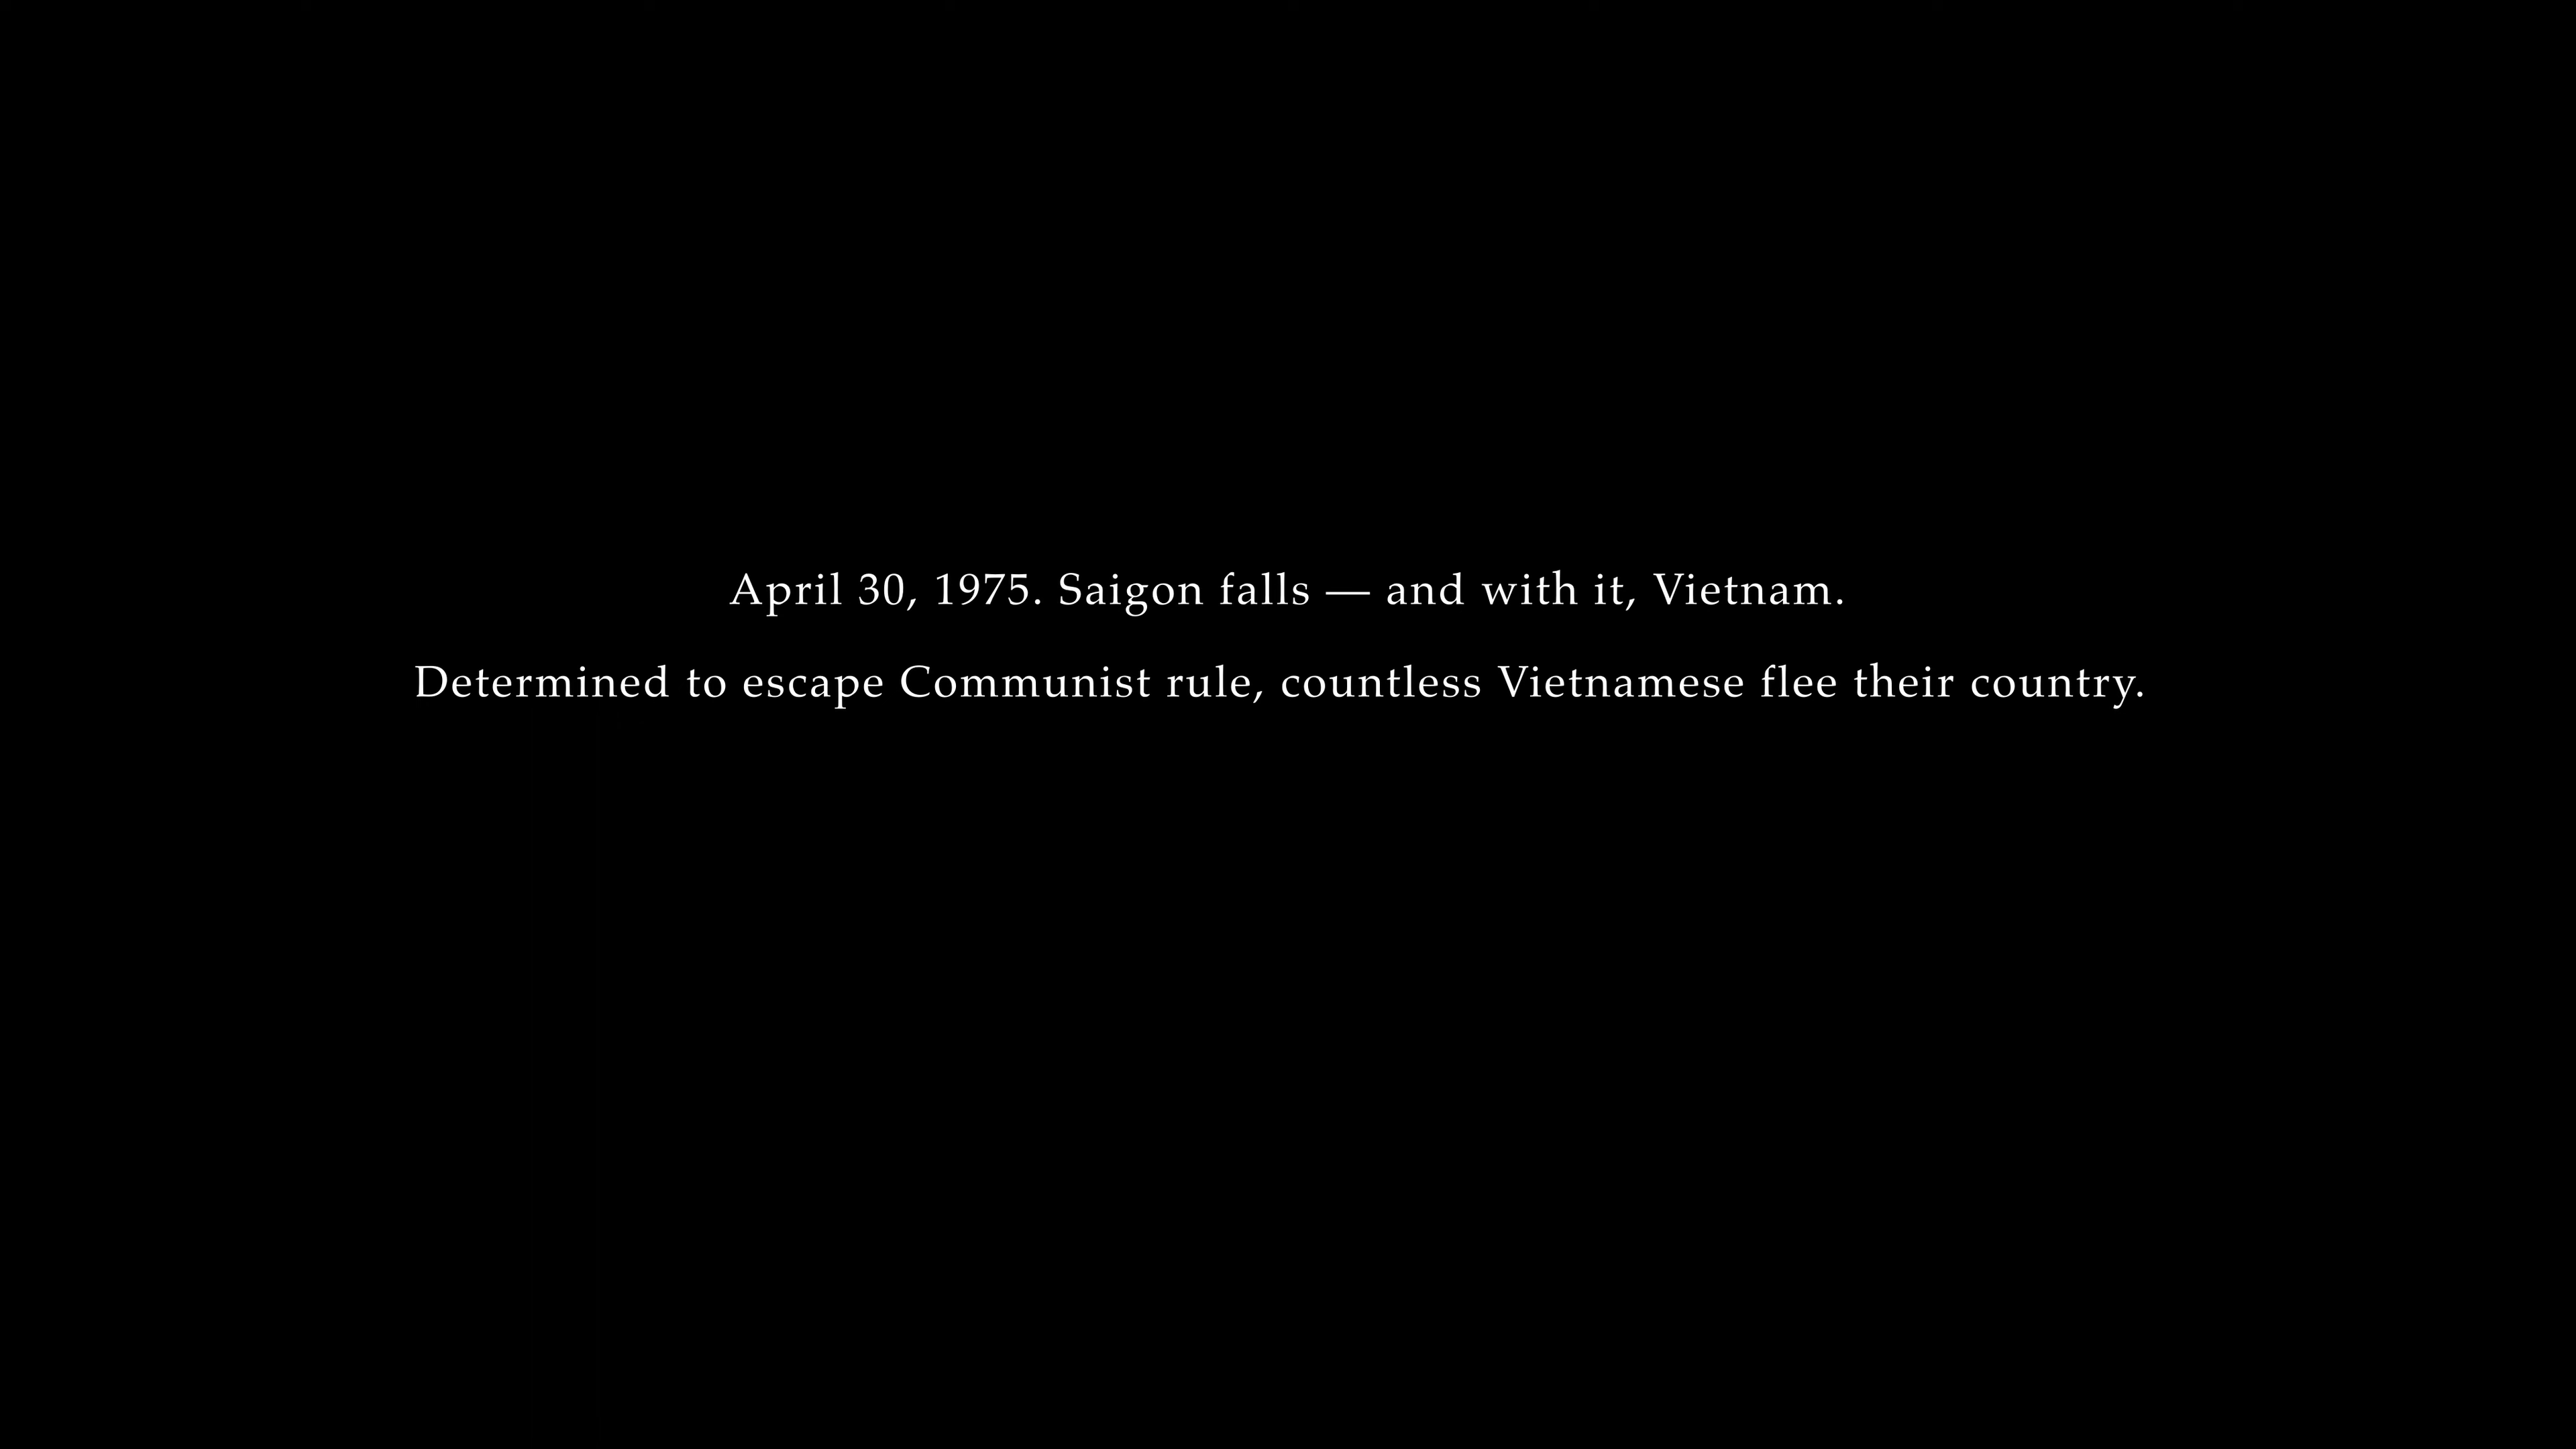 April 30, 1975. Saigon falls — and with it, Vietnam.
Determined to escape Communist rule, countless Vietnamese flee their country.